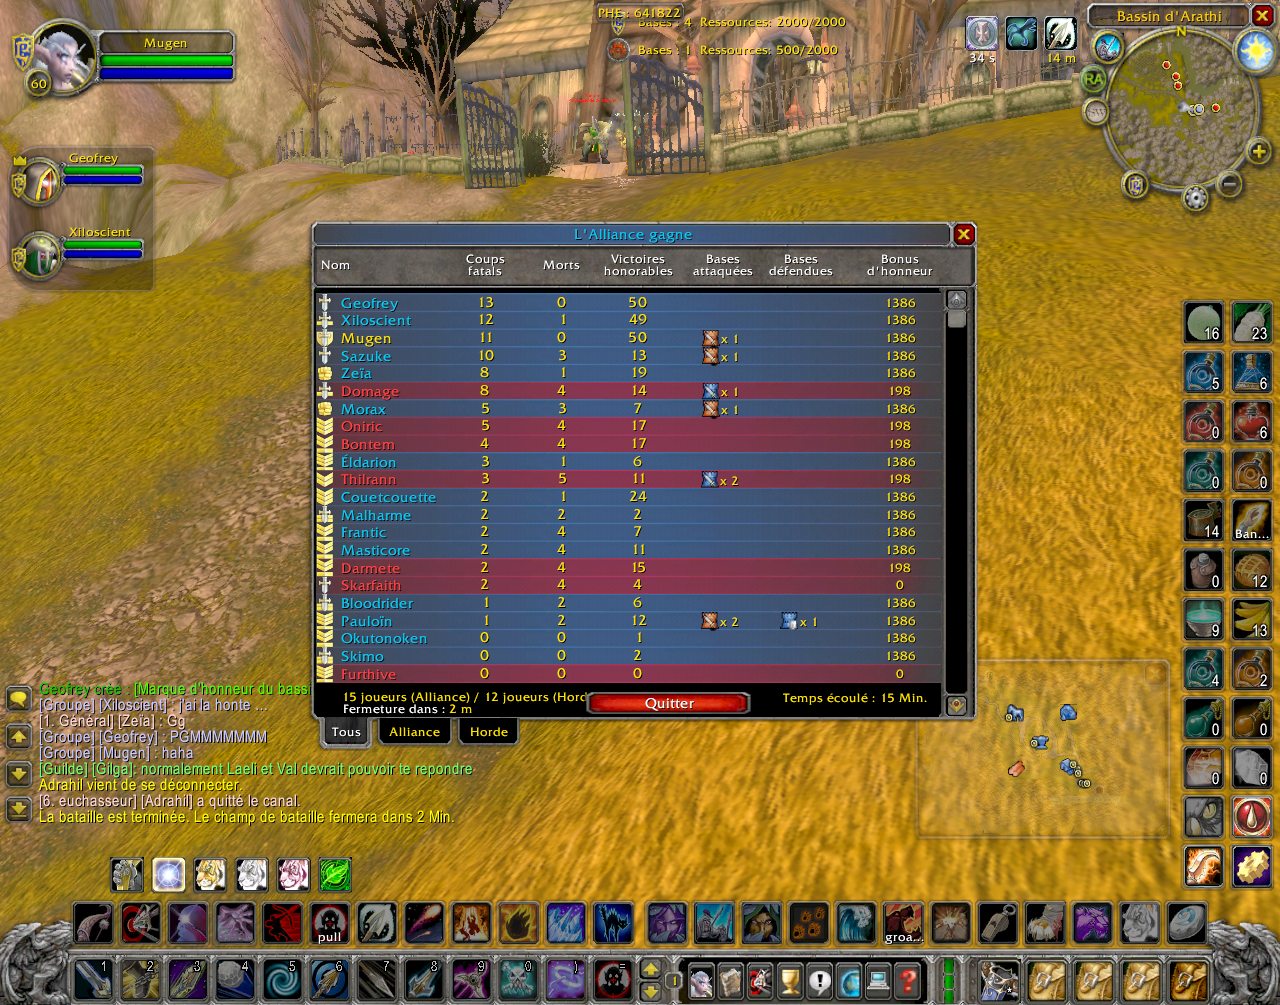 PHE : 641822
Bases : 4 Ressources: 2000/2000
Bases : 1 Ressources: 500/2000
34 s
14 m
Bassin d'Arathi
N
RA
Mugen
60
Geofrey
Xiloscient
L'Alliance gagne
Nom Coups fatals Morts Victoires honorables Bases attaquées Bases défendues Bonus d'honneur
Geofrey 13 0 50 1386
Xiloscient 12 1 49 1386
Mugen 11 0 50 x 1 1386
Sazuke 10 3 13 x 1 1386
Zeïa 8 1 19 1386
Domage 8 4 14 x 1 198
Morax 5 3 7 x 1 1386
Oniric 5 4 17 198
Bontem 4 4 17 198
Éldarion 3 1 6 1386
Thilrann 3 5 11 x 2 198
Couetcouette 2 1 24 1386
Malharme 2 2 2 1386
Frantic 2 4 7 1386
Masticore 2 4 11 1386
Darmete 2 4 15 198
Skarfaith 2 4 4 0
Bloodrider 1 2 6 1386
Pauloïn 1 2 12 x 2 x 1 1386
Okutonoken 0 0 1 1386
Skimo 0 0 2 1386
Furthive 0 0 0 0
15 joueurs (Alliance) / 12 joueurs (Hord
Fermeture dans : 2 m
Quitter
Temps écoulé : 15 Min.
Tous Alliance Horde
Geofrey crie : [Marque d'honneur du bassi
[Groupe] [Xiloscient] : j'ai la honte ...
[1. Général] [Zeïa] : Gg
[Groupe] [Geofrey] : PGMMMMMMM
[Groupe] [Mugen] : haha
[Guilde] [Gilga]: normalement Laeli et Val devrait pouvoir te repondre
Adrahil vient de se déconnecter.
[6. euchasseur] [Adrahil] a quitté le canal.
La bataille est terminée. Le champ de bataille fermera dans 2 Min.
16 23
5 6
0 6
0 0
14 Ban...
0 12
9 13
4 2
0 0
0 0
pull
groa...
1 2 3 4 5 6 7 8 9 0 ) =
1